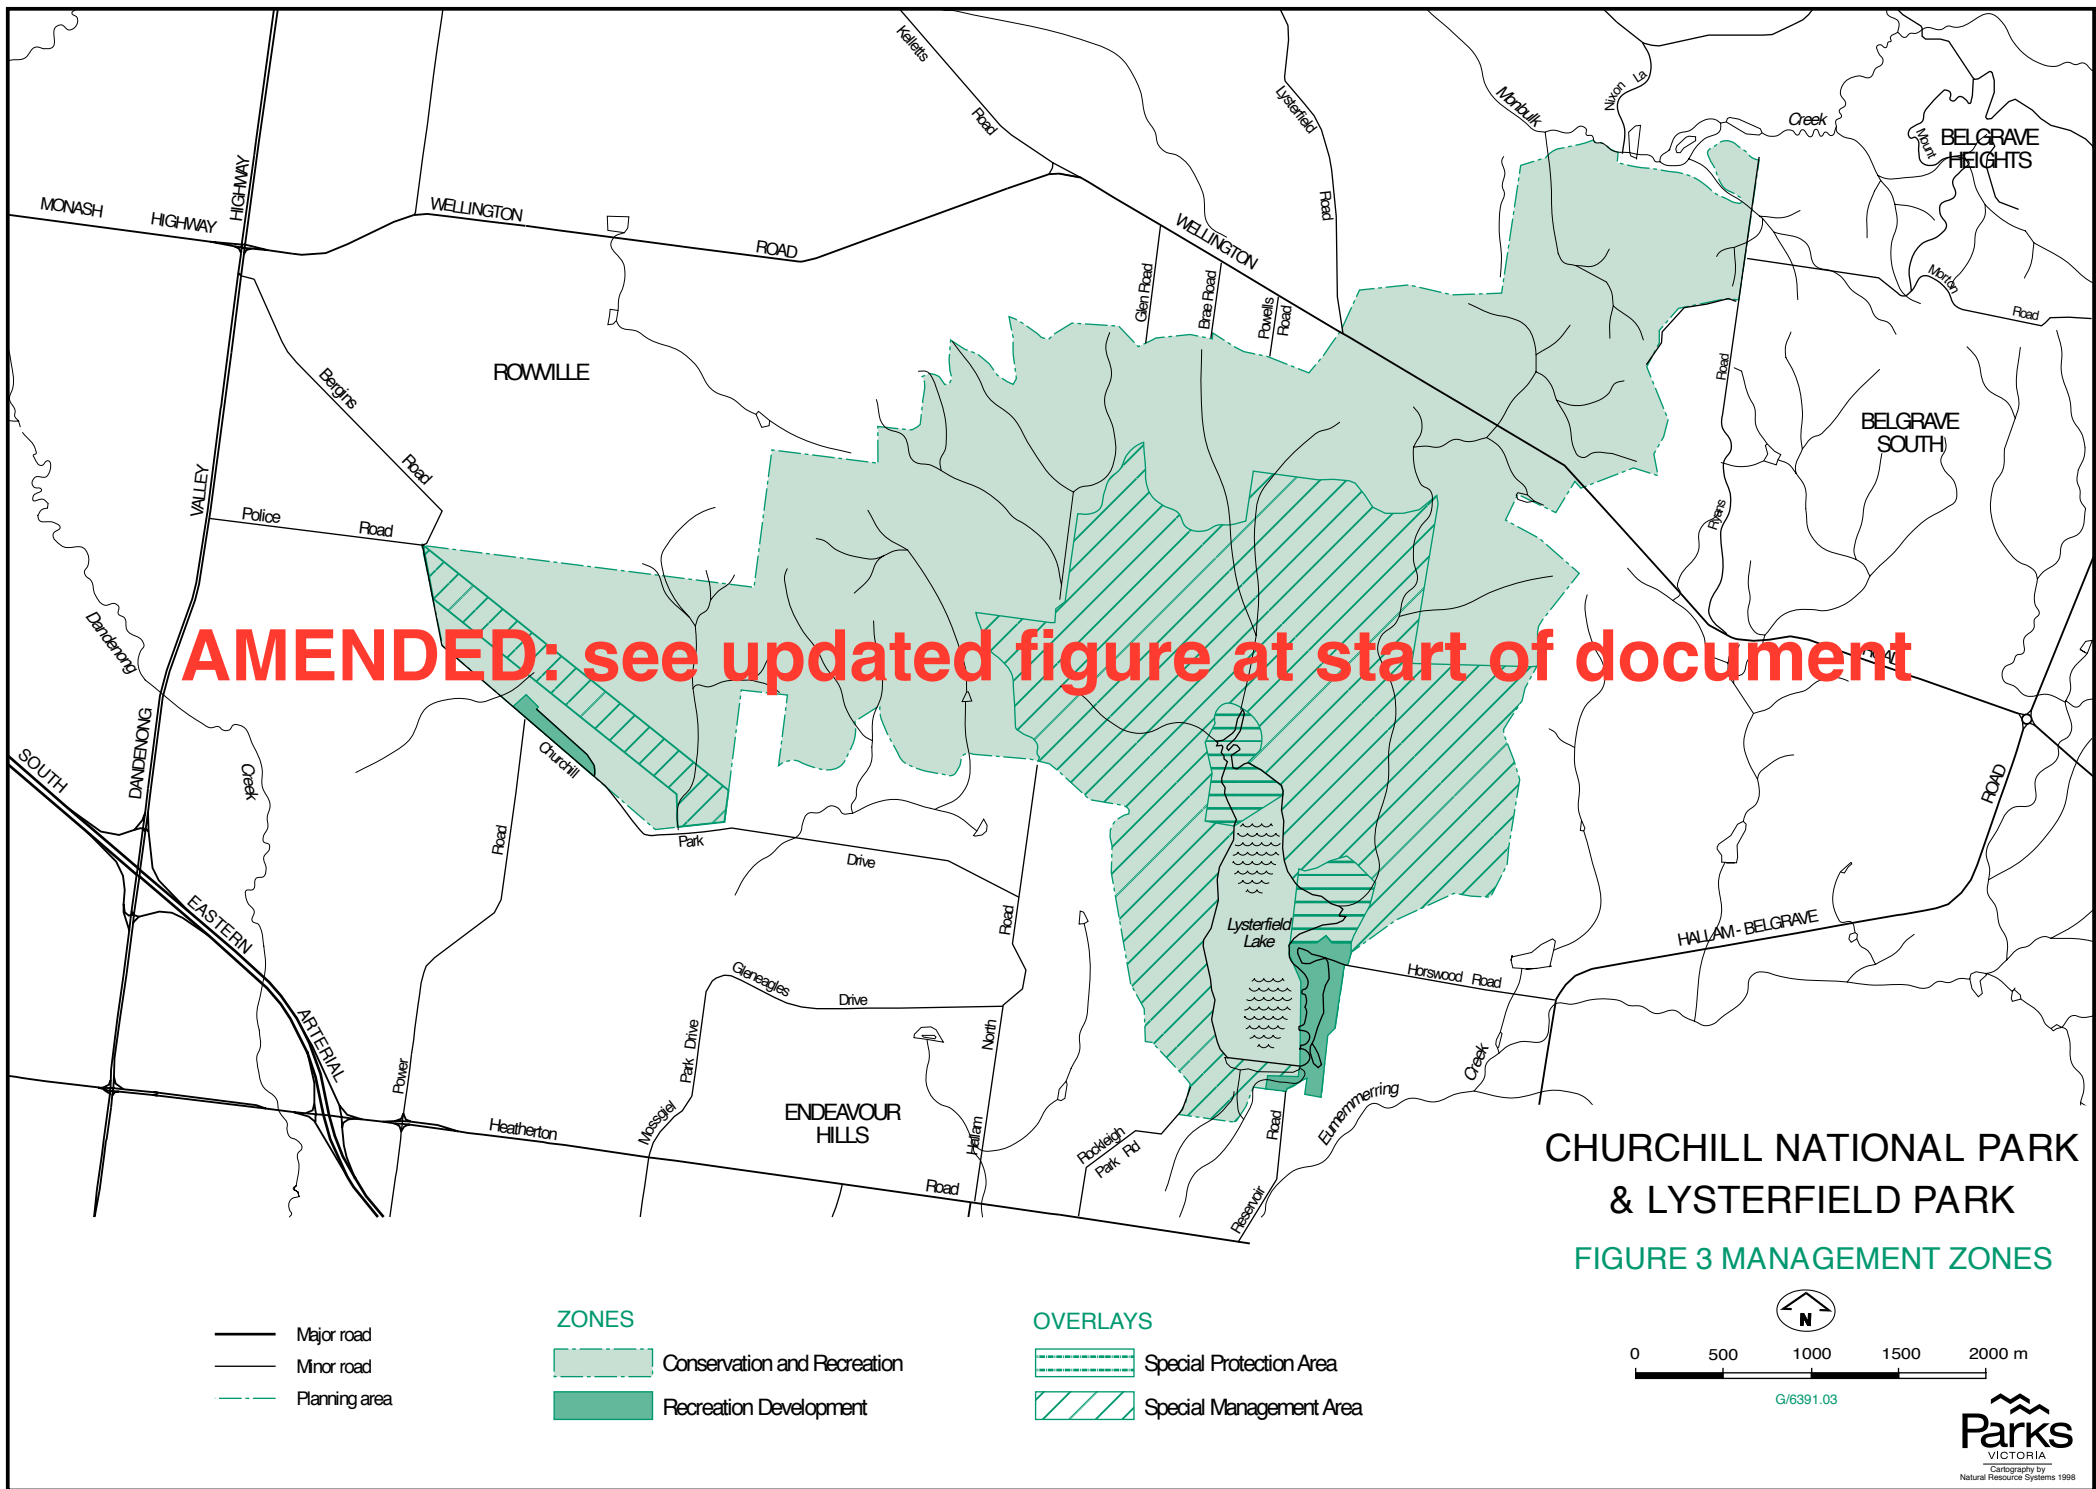 Kelletts
Road
Lysterfield
Road
Monbulk
Nixon La
Creek
Mount
BELGRAVE
HEIGHTS
MONASH
HIGHWAY
HIGHWAY
WELLINGTON
ROAD
WELLINGTON
Glen Road
Brae Road
Powells
Road
Morton
Road
Bergins
Road
ROWVILLE
Road
BELGRAVE
SOUTH
VALLEY
Police
Road
Ryans
Dandenong
AMENDED: see updated figure at start of document
DANDENONG
Creek
SOUTH
Churchill
Road
Park
Drive
ROAD
EASTERN
Road
Lysterfield
Lake
HALLAM - BELGRAVE
Gleneagles
Drive
Horswood Road
ARTERIAL
Park Drive
North
Power
Creek
Mossgiel
ENDEAVOUR
HILLS
Heatherton
Hallam
Rockleigh
Park Rd
Road
Eumemmerring
Road
Reservoir
CHURCHILL NATIONAL PARK
& LYSTERFIELD PARK
FIGURE 3 MANAGEMENT ZONES
N
0 500 1000 1500 2000 m
G/6391.03
Major road
Minor road
Planning area
ZONES
Conservation and Recreation
Recreation Development
OVERLAYS
Special Protection Area
Special Management Area
Parks
VICTORIA
Cartography by
Natural Resource Systems 1998